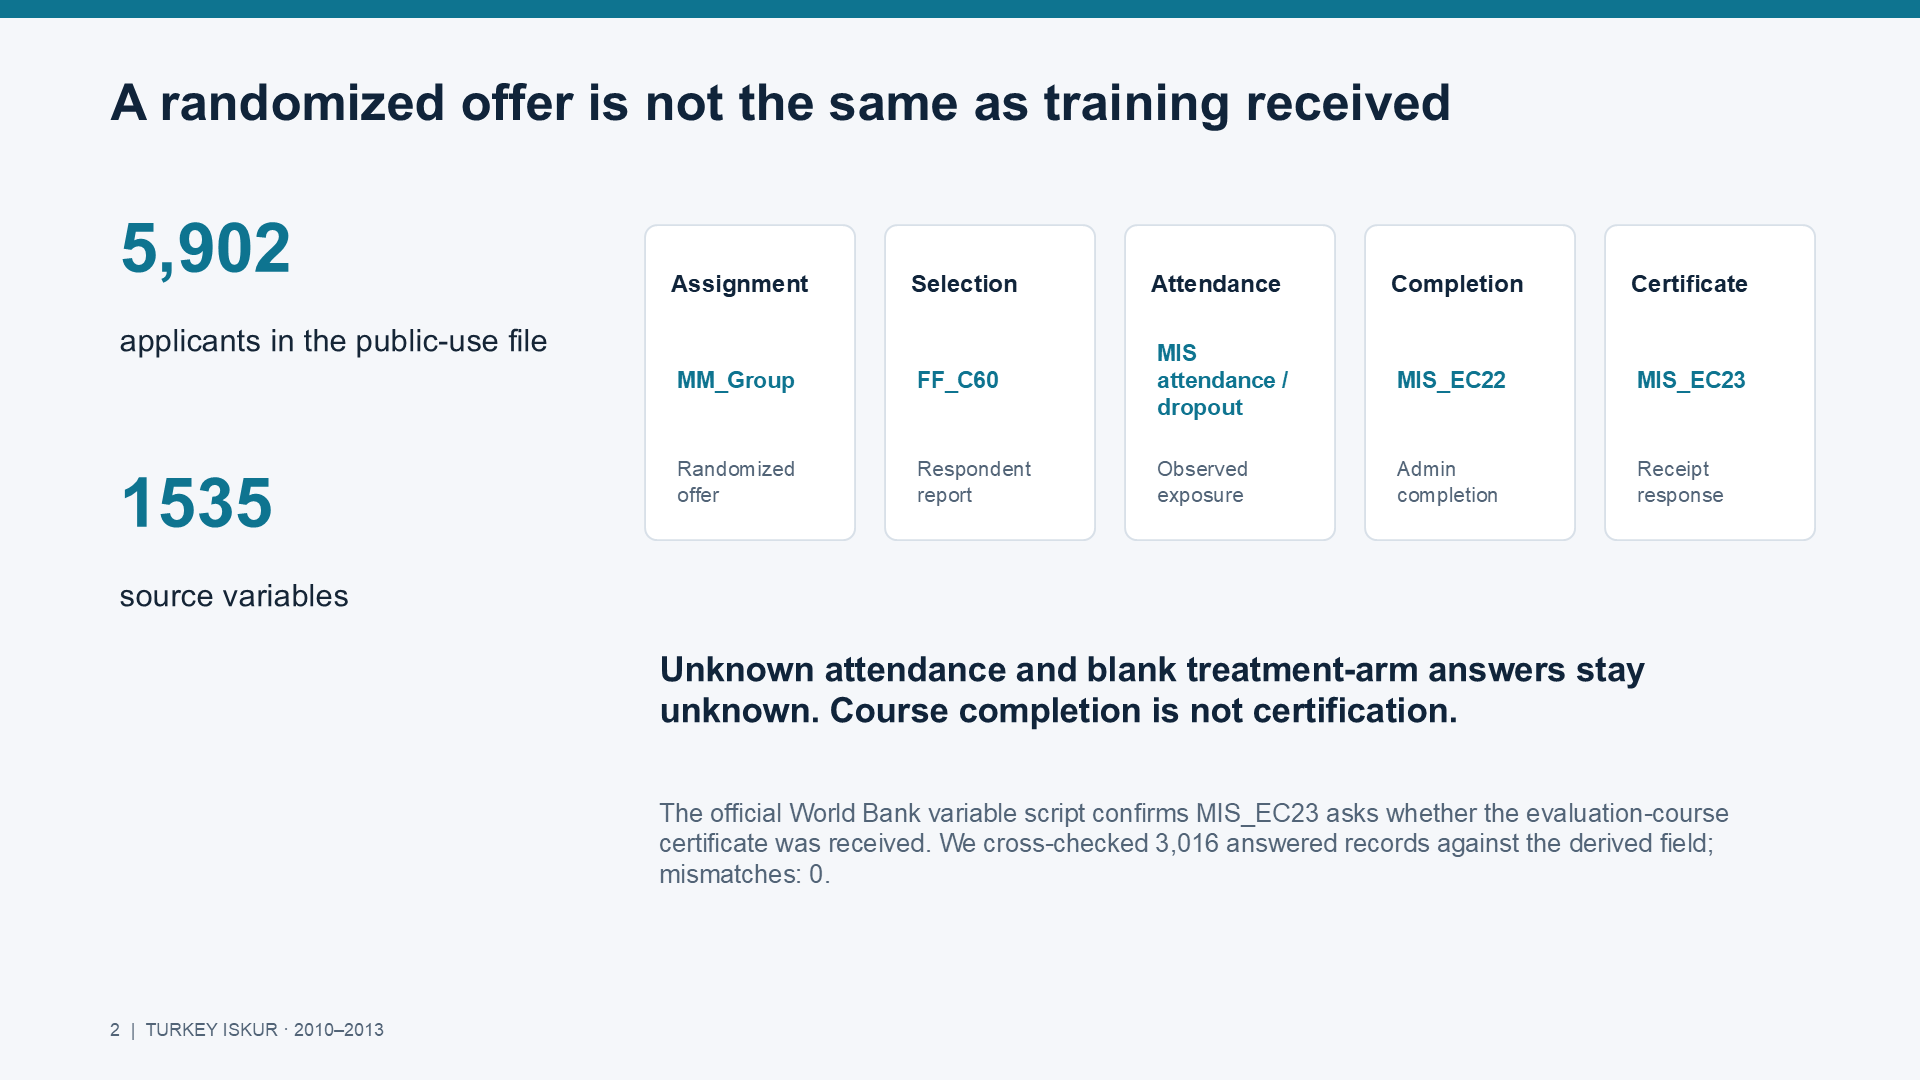 A randomized offer is not the same as training received
5,902
applicants in the public-use file
1535
source variables
Assignment
MM_Group
Randomized
offer
Selection
FF_C60
Respondent
report
Attendance
MIS
attendance /
dropout
Observed
exposure
Completion
MIS_EC22
Admin
completion
Certificate
MIS_EC23
Receipt
response
Unknown attendance and blank treatment-arm answers stay
unknown. Course completion is not certification.
The official World Bank variable script confirms MIS_EC23 asks whether the evaluation-course
certificate was received. We cross-checked 3,016 answered records against the derived field;
mismatches: 0.
2 | TURKEY ISKUR · 2010–2013